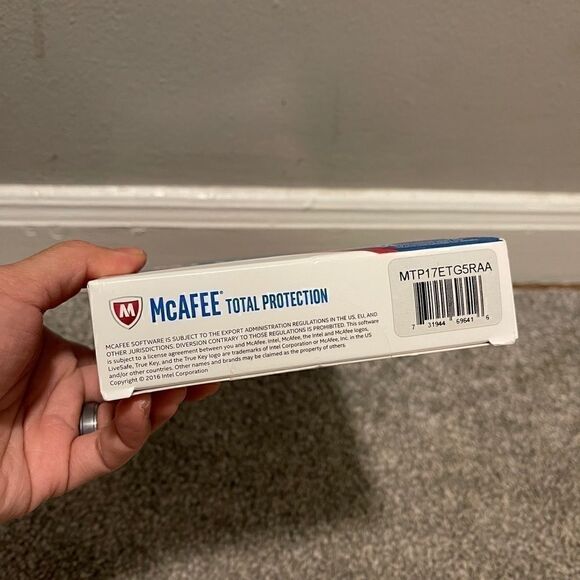 M McAFEE® TOTAL PROTECTION
McAFEE SOFTWARE IS SUBJECT TO THE EXPORT ADMINISTRATION REGULATIONS IN THE US, EU, AND
OTHER JURISDICTIONS. DIVERSION CONTRARY TO THOSE REGULATIONS IS PROHIBITED. This software
is subject to a license agreement between you and McAfee. Intel, McAfee, the Intel and McAfee logos,
LiveSafe, True Key, and the True Key logo are trademarks of Intel Corporation or McAfee, Inc. in the US
and/or other countries. Other names and brands may be claimed as the property of others
Copyright © 2016 Intel Corporation
MTP17ETG5RAA
7 31944 69641 6